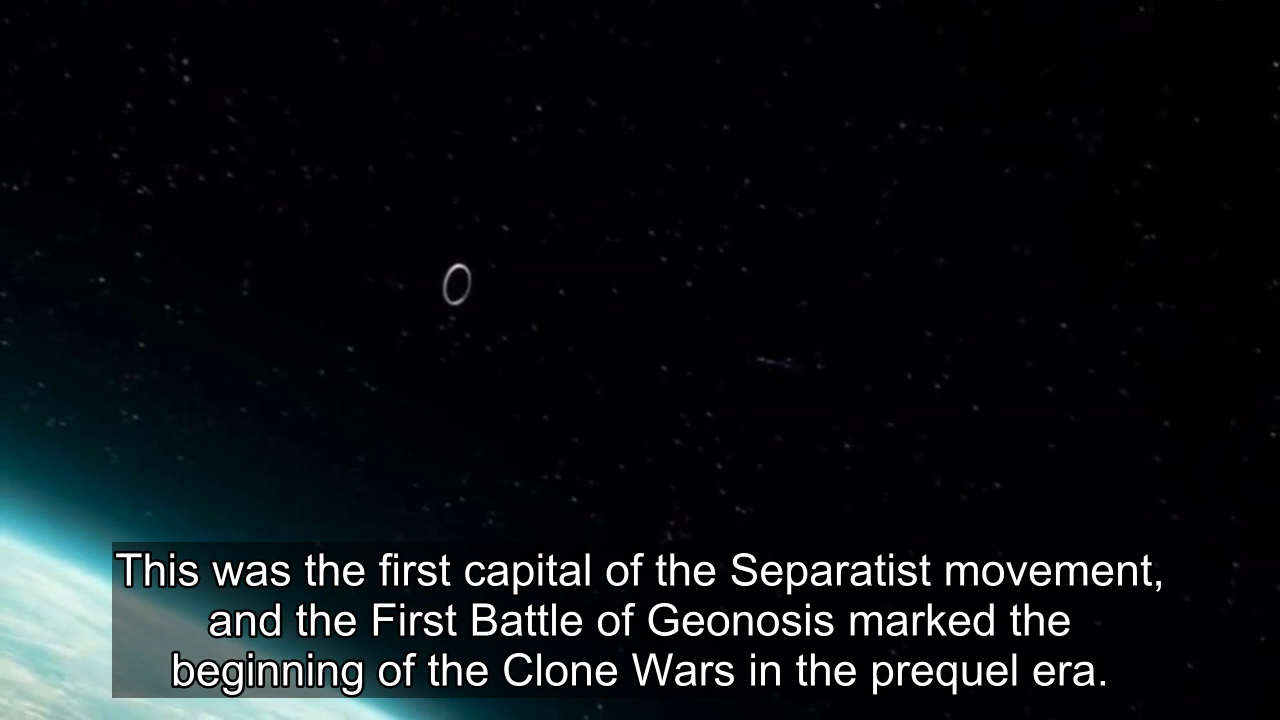 This was the first capital of the Separatist movement,
and the First Battle of Geonosis marked the
beginning of the Clone Wars in the prequel era.